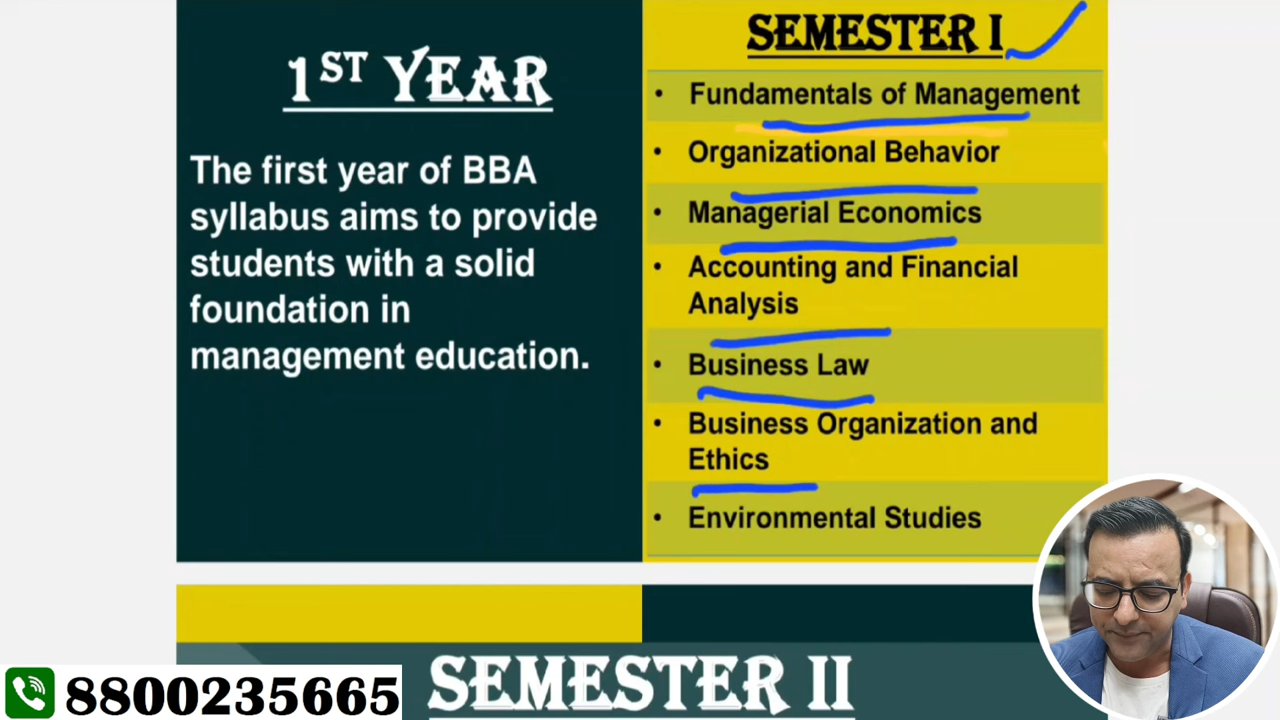 1ST YEAR
The first year of BBA
syllabus aims to provide
students with a solid
foundation in
management education.
SEMESTER I
• Fundamentals of Management
• Organizational Behavior
• Managerial Economics
• Accounting and Financial
Analysis
• Business Law
• Business Organization and
Ethics
• Environmental Studies
SEMESTER II
8800235665